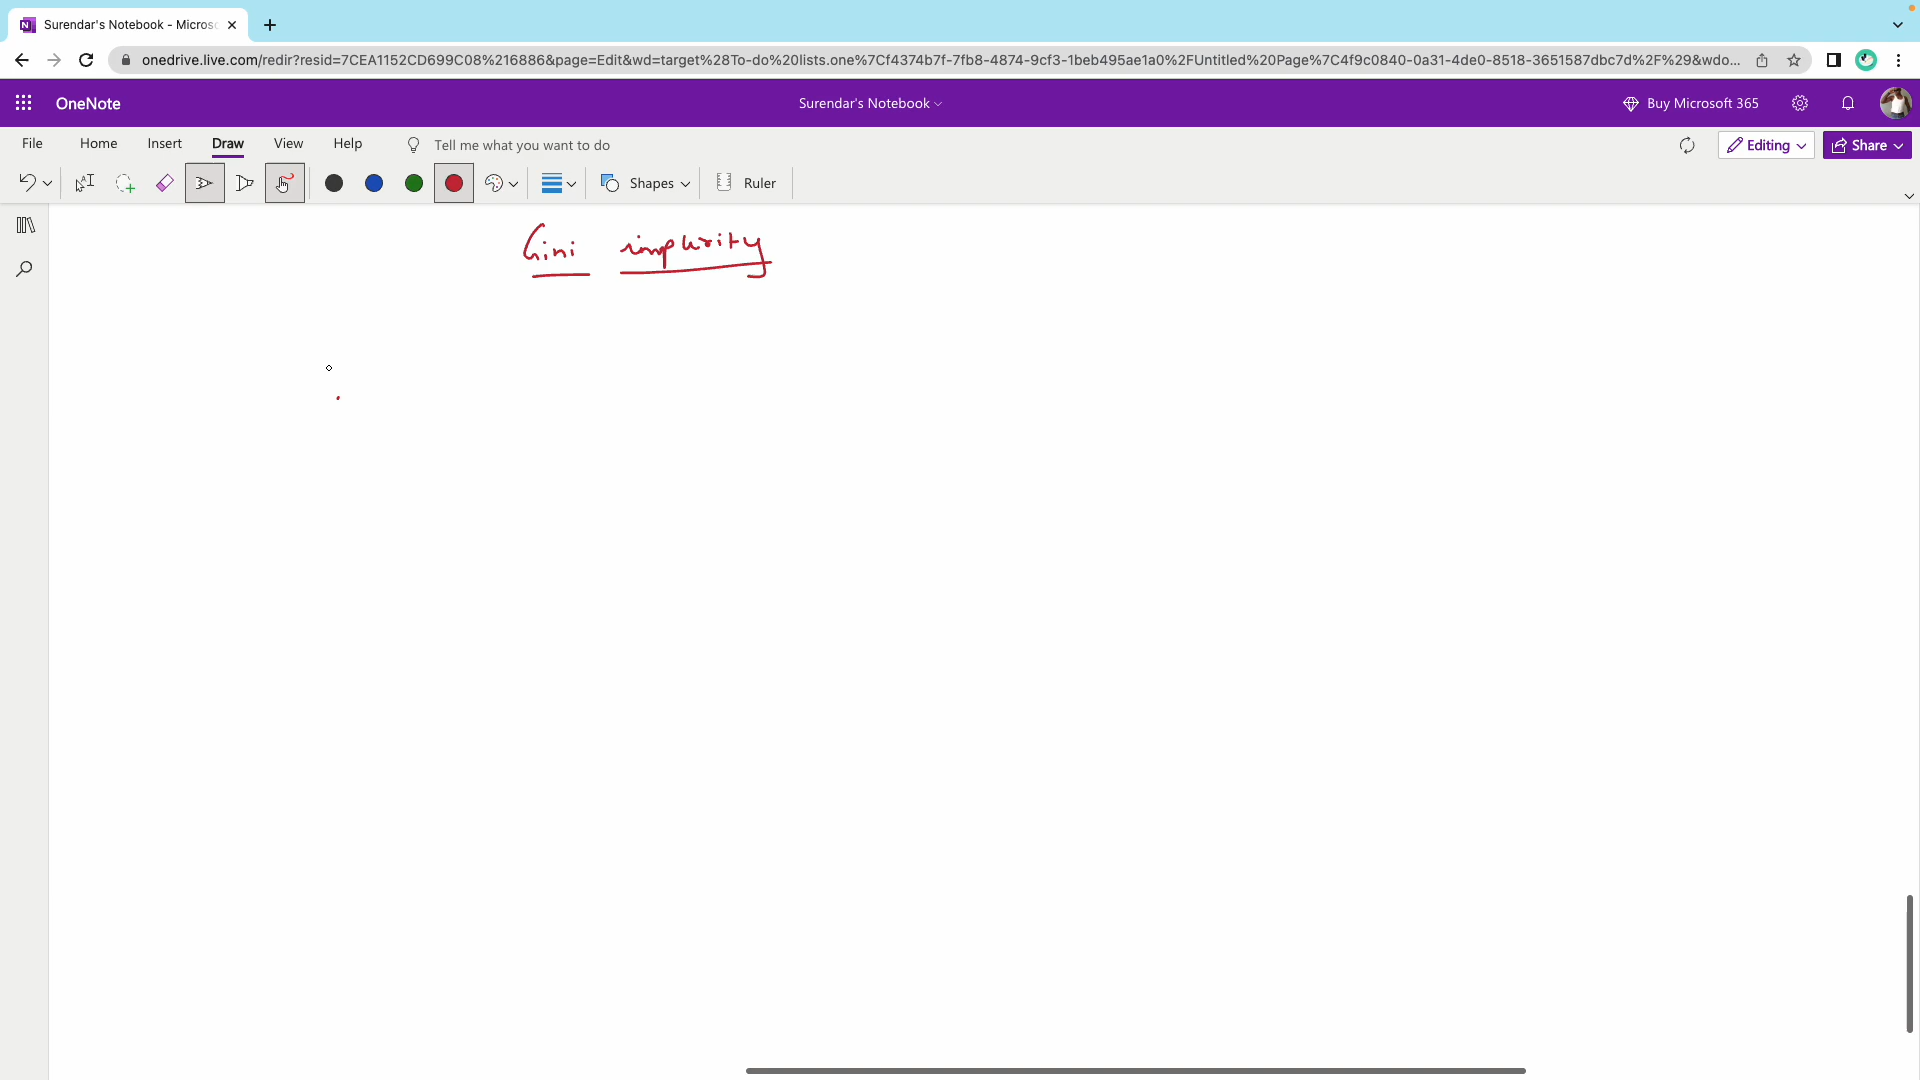 Surendar's Notebook - Microsc
onedrive.live.com/redir?resid=7CEA1152CD699C08%216886&page=Edit&wd=target%28To-do%20lists.one%7Cf4374b7f-7fb8-4874-9cf3-1beb495ae1a0%2FUntitled%20Page%7C4f9c0840-0a31-4de0-8518-3651587dbc7d%2F%29&wdo...
OneNote Surendar's Notebook Buy Microsoft 365
File Home Insert Draw View Help Tell me what you want to do Editing Share
Shapes Ruler
Gini impurity